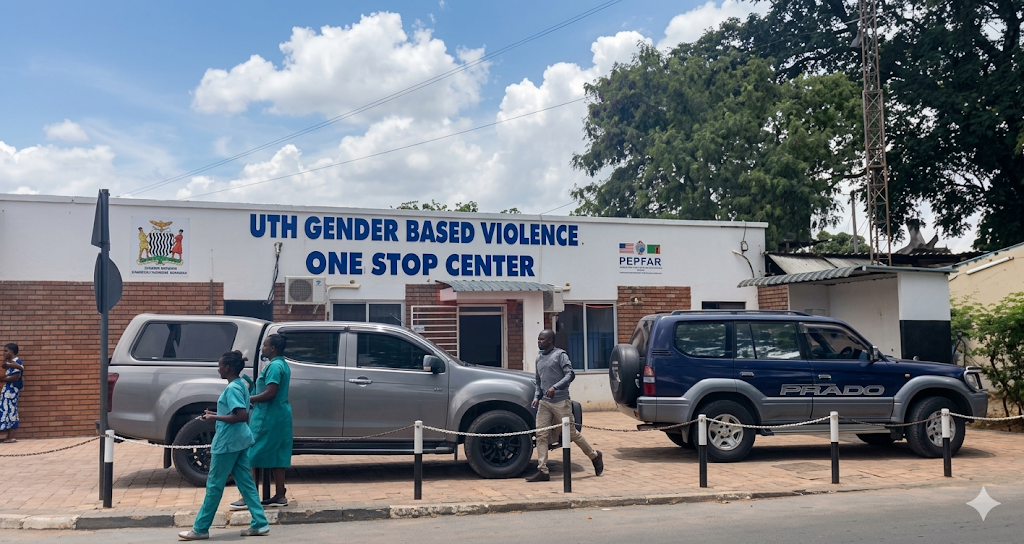 UTH GENDER BASED VIOLENCE
ONE STOP CENTER
PEPFAR
PRADO